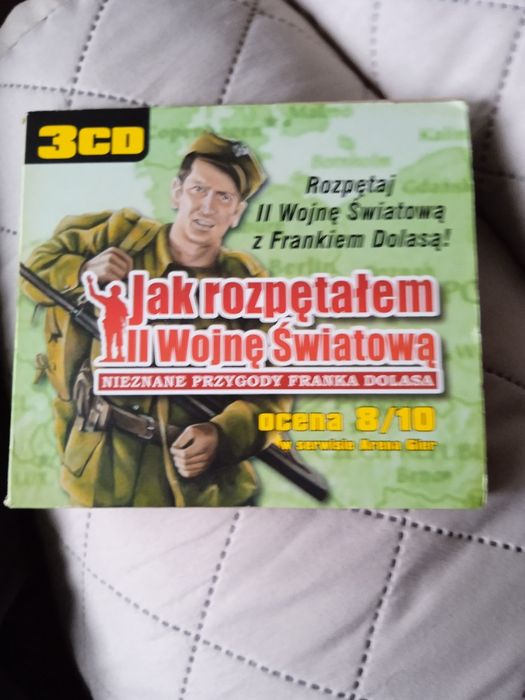 3CD
Rozpętaj
II Wojnę Światową
z Frankiem Dolasą!
Jak rozpętałem
II Wojnę Światową
NIEZNANE PRZYGODY FRANKA DOLASA
ocena 8/10
w serwisie Arena Gier